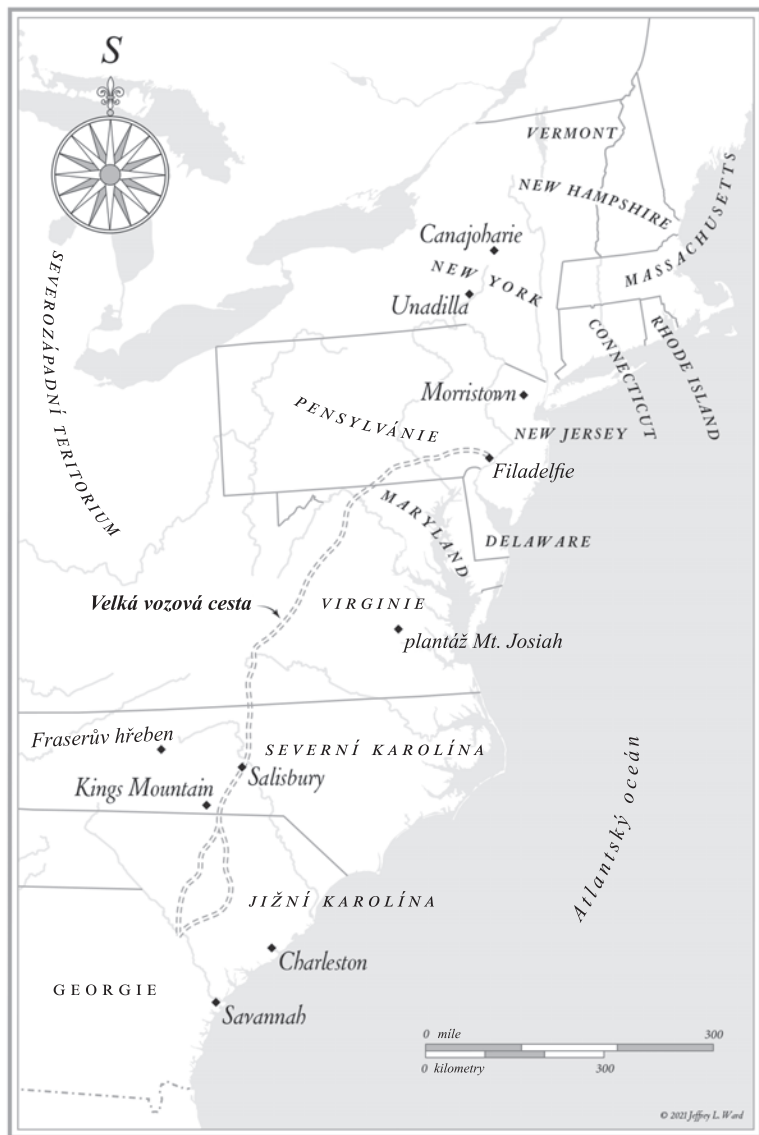 S
VERMONT
NEW HAMPSHIRE
MASSACHUSETTS
Canajoharie
NEW YORK
Unadilla
SEVEROZÁPADNÍ TERITORIUM
CONNECTICUT
RHODE ISLAND
Morristown
PENSYLVÁNIE
NEW JERSEY
Filadelfie
MARYLAND
DELAWARE
Velká vozová cesta
VIRGINIE
plantáž Mt. Josiah
Fraserův hřeben
SEVERNÍ KAROLÍNA
Salisbury
Kings Mountain
Atlantský oceán
JIŽNÍ KAROLÍNA
Charleston
GEORGIE
Savannah
0 míle 300
0 kilometry 300
© 2021 Jeffrey L. Ward